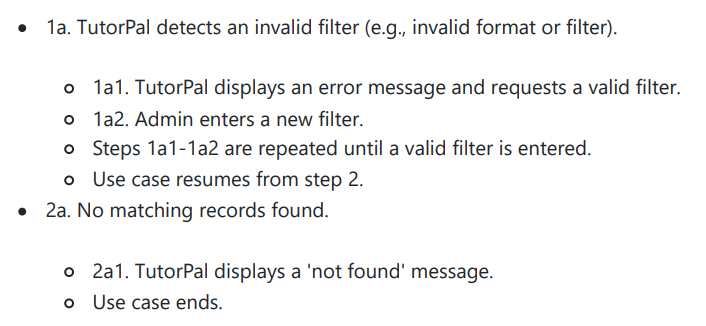 • 1a. TutorPal detects an invalid filter (e.g., invalid format or filter).
o 1a1. TutorPal displays an error message and requests a valid filter.
o 1a2. Admin enters a new filter.
o Steps 1a1-1a2 are repeated until a valid filter is entered.
o Use case resumes from step 2.
• 2a. No matching records found.
o 2a1. TutorPal displays a 'not found' message.
o Use case ends.